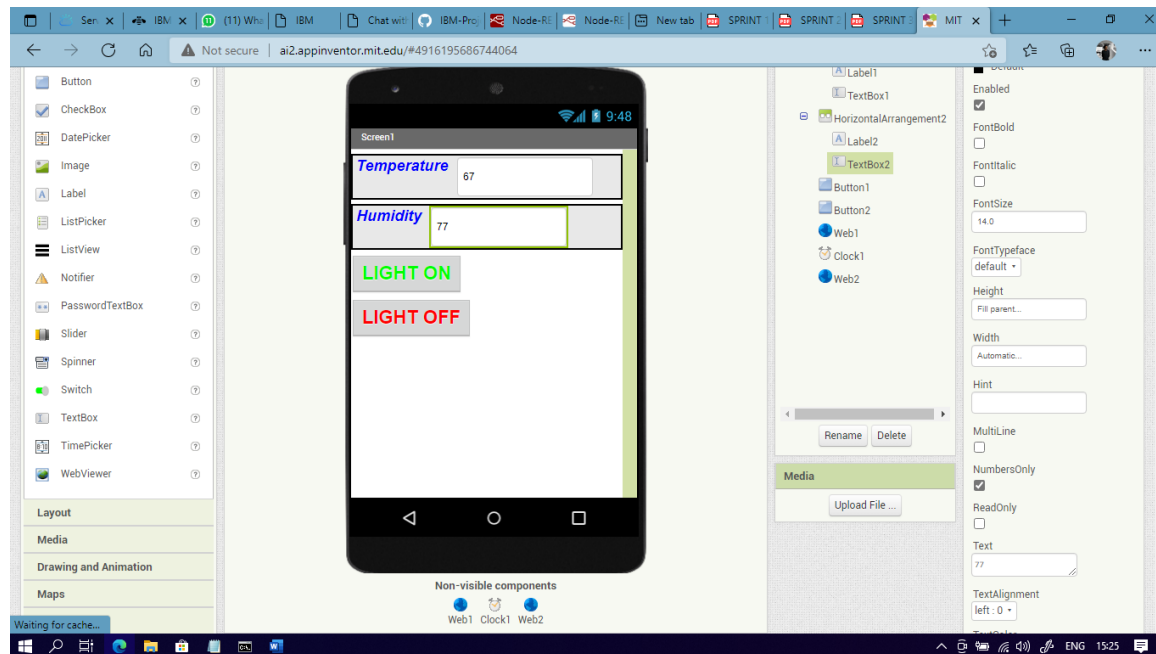 Sen
IBM
(11) Wha
IBM
Chat wit
IBM-Proj
Node-RE
Node-RE
New tab
SPRINT 1
SPRINT 2
SPRINT
MIT
Not secure | ai2.appinventor.mit.edu/#4916195686744064
Button
CheckBox
DatePicker
Image
Label
ListPicker
ListView
Notifier
PasswordTextBox
Slider
Spinner
Switch
TextBox
TimePicker
WebViewer
Layout
Media
Drawing and Animation
Maps
Waiting for cache...
9:48
Screen1
Temperature 67
Humidity 77
LIGHT ON
LIGHT OFF
Non-visible components
Web1 Clock1 Web2
Label1
TextBox1
HorizontalArrangement2
Label2
TextBox2
Button1
Button2
Web1
Clock1
Web2
Rename Delete
Media
Upload File ...
Default
Enabled
FontBold
FontItalic
FontSize
14.0
FontTypeface
default
Height
Fill parent...
Width
Automatic...
Hint
MultiLine
NumbersOnly
ReadOnly
Text
77
TextAlignment
left : 0
TextColor
ENG 15:25